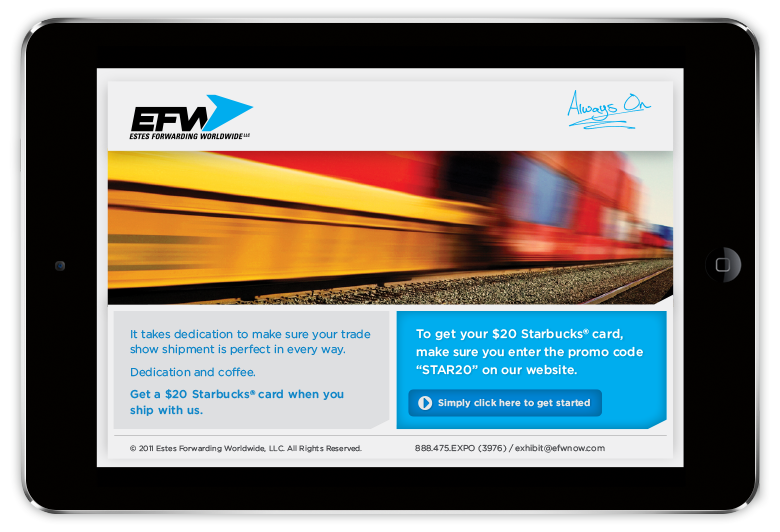 EFW
ESTES FORWARDING WORLDWIDE LLC
Always On
It takes dedication to make sure your trade
show shipment is perfect in every way.
Dedication and coffee.
Get a $20 Starbucks® card when you
ship with us.
To get your $20 Starbucks® card,
make sure you enter the promo code
“STAR20” on our website.
Simply click here to get started
© 2011 Estes Forwarding Worldwide, LLC. All Rights Reserved.
888.475.EXPO (3976) / exhibit@efwnow.com